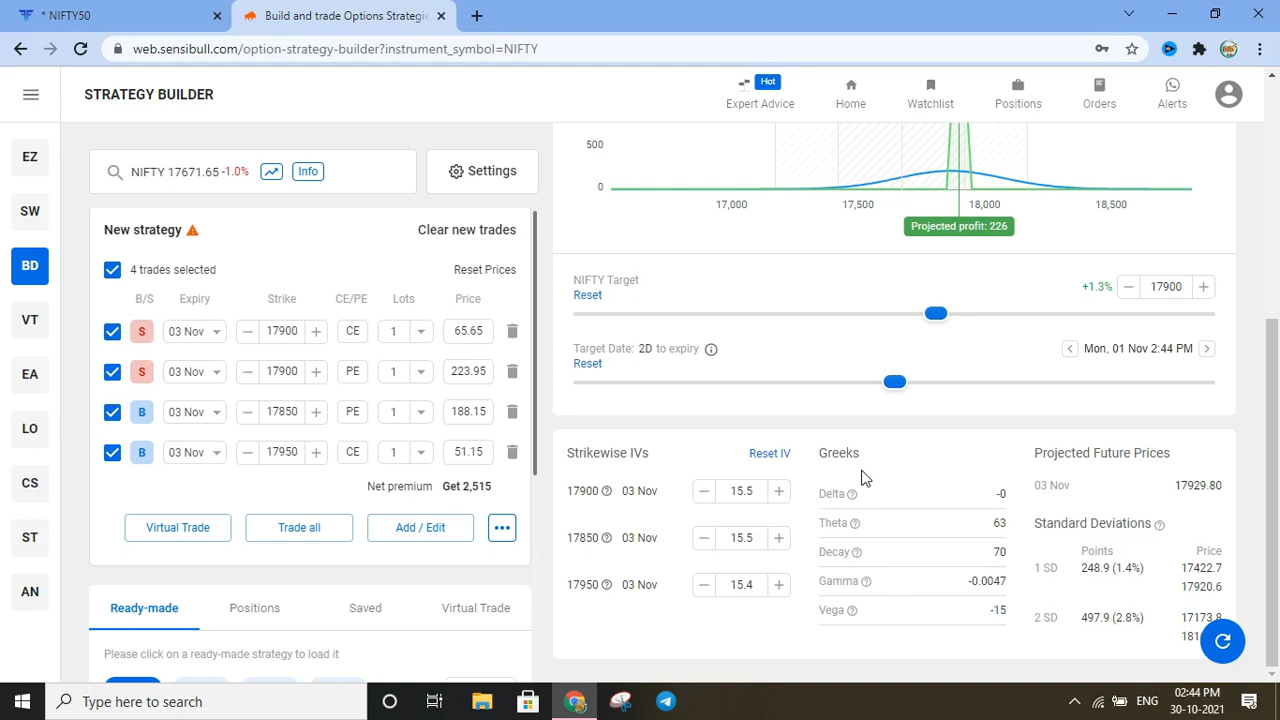 * NIFTY50
Build and trade Options Strategie
web.sensibull.com/option-strategy-builder?instrument_symbol=NIFTY
STRATEGY BUILDER
Hot
Expert Advice
Home
Watchlist
Positions
Orders
Alerts
EZ
SW
BD
VT
EA
LO
CS
ST
AN
NIFTY 17671.65 -1.0%
Info
Settings
New strategy
Clear new trades
4 trades selected
Reset Prices
B/S Expiry Strike CE/PE Lots Price
S 03 Nov 17900 CE 1 65.65
S 03 Nov 17900 PE 1 223.95
B 03 Nov 17850 PE 1 188.15
B 03 Nov 17950 CE 1 51.15
Net premium Get 2,515
Virtual Trade
Trade all
Add / Edit
Ready-made
Positions
Saved
Virtual Trade
Please click on a ready-made strategy to load it
500
0
17,000 17,500 18,000 18,500
Projected profit: 226
NIFTY Target
Reset
+1.3% 17900
Target Date: 2D to expiry
Reset
Mon, 01 Nov 2:44 PM
Strikewise IVs
Reset IV
17900 03 Nov 15.5
17850 03 Nov 15.5
17950 03 Nov 15.4
Greeks
Delta -0
Theta 63
Decay 70
Gamma -0.0047
Vega -15
Projected Future Prices
03 Nov 17929.80
Standard Deviations
Points Price
1 SD 248.9 (1.4%) 17422.7
17920.6
2 SD 497.9 (2.8%)
Type here to search
ENG
02:44 PM
30-10-2021